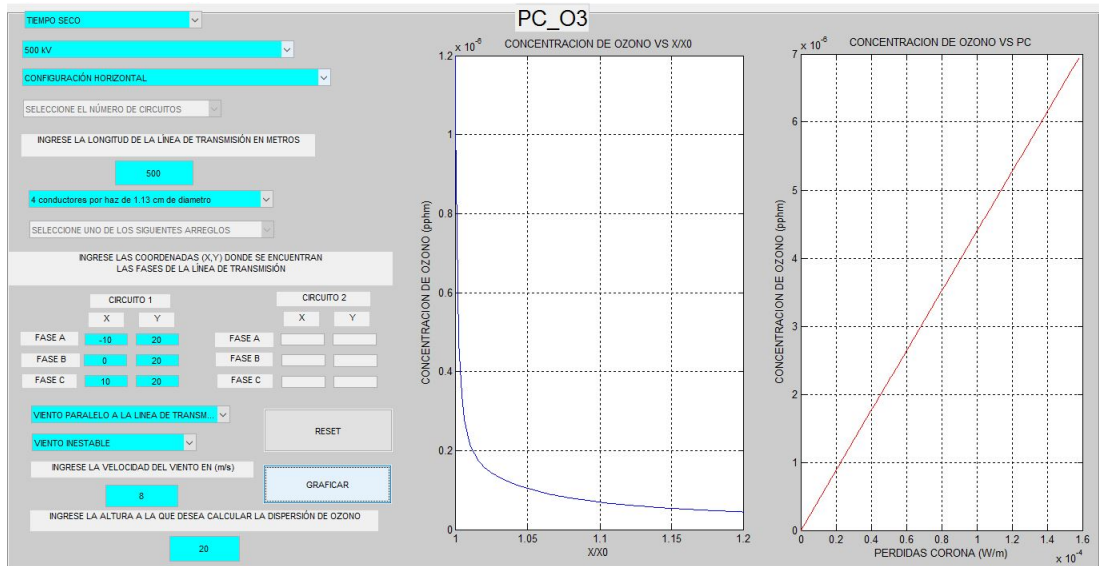 PC_O3
TIEMPO SECO
500 kV
CONFIGURACIÓN HORIZONTAL
SELECCIONE EL NÚMERO DE CIRCUITOS
INGRESE LA LONGITUD DE LA LÍNEA DE TRANSMISIÓN EN METROS
500
4 conductores por haz de 1.13 cm de diametro
SELECCIONE UNO DE LOS SIGUIENTES ARREGLOS
INGRESE LAS COORDENADAS (X,Y) DONDE SE ENCUENTRAN
LAS FASES DE LA LÍNEA DE TRANSMISIÓN
CIRCUITO 1
X Y
FASE A -10 20
FASE B 0 20
FASE C 10 20
CIRCUITO 2
X Y
FASE A
FASE B
FASE C
VIENTO PARALELO A LA LINEA DE TRANSM...
VIENTO INESTABLE
RESET
INGRESE LA VELOCIDAD DEL VIENTO EN (m/s)
8
GRAFICAR
INGRESE LA ALTURA A LA QUE DESEA CALCULAR LA DISPERSIÓN DE OZONO
20
CONCENTRACION DE OZONO VS X/X0
x 10^-6
CONCENTRACION DE OZONO (pphm)
1.2
1
0.8
0.6
0.4
0.2
0
1 1.05 1.1 1.15 1.2
X/X0
CONCENTRACION DE OZONO VS PC
x 10^-6
CONCENTRACION DE OZONO (pphm)
7
6
5
4
3
2
1
0
0 0.2 0.4 0.6 0.8 1 1.2 1.4 1.6
PERDIDAS CORONA (W/m)
x 10^-4